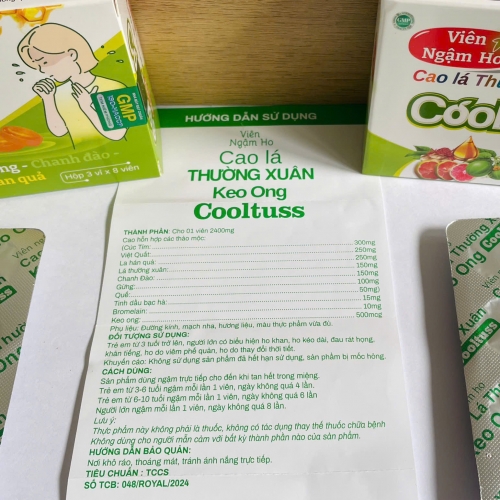 GMP
ng - Chanh đào -
n quả
Hộp 3 vỉ x 8 viên
Viên
Ngậm Ho
Cao lá Thư
Cool
HƯỚNG DẪN SỬ DỤNG
Viên
Ngậm Ho
Cao lá
THƯỜNG XUÂN
Keo Ong
Cooltuss
THÀNH PHẦN: Cho 01 viên 2400mg
Cao hỗn hợp các thảo mộc:
(Cúc Tím: 300mg
Việt Quất: 250mg
La hán quả: 250mg
Lá thường xuân: 150mg
Chanh Đào: 150mg
Gừng: 100mg
Quế: 50mg)
Tinh dầu bạc hà: 15mg
Bromelain: 10mg
Keo ong: 500mcg
Phụ liệu: Đường kính, mạch nha, hương liệu, màu thực phẩm vừa đủ.
ĐỐI TƯỢNG SỬ DỤNG:
Trẻ em từ 3 tuổi trở lên, người lớn có biểu hiện ho khan, ho kéo dài, đau rát họng,
khản tiếng, ho do viêm phế quản, ho do thay đổi thời tiết.
Khuyến cáo: Không sử dụng sản phẩm đã hết hạn sử dụng, sản phẩm bị mốc hỏng.
CÁCH DÙNG:
Sản phẩm dùng ngậm trực tiếp cho đến khi tan hết trong miệng.
Trẻ em từ 3-6 tuổi ngậm mỗi lần 1 viên, ngày không quá 4 lần.
Trẻ em từ 6-10 tuổi ngậm mỗi lần 1 viên, ngày không quá 6 lần
Người lớn ngậm mỗi lần 1 viên, ngày không quá 8 lần.
Lưu ý:
Thực phẩm này không phải là thuốc, không có tác dụng thay thế thuốc chữa bệnh
Không dùng cho người mẫn cảm với bất kỳ thành phần nào của sản phẩm.
HƯỚNG DẪN BẢO QUẢN:
Nơi khô ráo, thoáng mát, tránh ánh nắng trực tiếp.
TIÊU CHUẨN : TCCS
SỐ TCB: 048/ROYAL/2024